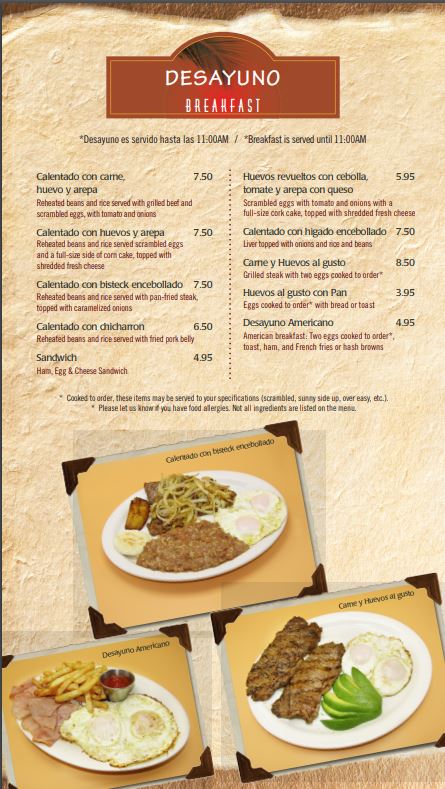 DESAYUNO
BREAKFAST
*Desayuno es servido hasta las 11:00AM / *Breakfast is served until 11:00AM
Calentado con carne, 7.50
huevo y arepa
Reheated beans and rice served with grilled beef and
scrambled eggs, with tomato and onions
Calentado con huevos y arepa 7.50
Reheated beans and rice served scrambled eggs
and a full-size side of corn cake, topped with
shredded fresh cheese
Calentado con bisteck encebollado 7.50
Reheated beans and rice served with pan-fried steak,
topped with caramelized onions
Calentado con chicharron 6.50
Reheated beans and rice served with fried pork belly
Sandwich 4.95
Ham, Egg & Cheese Sandwich
Huevos revueltos con cebolla, 5.95
tomate y arepa con queso
Scrambled eggs with tomato and onions with a
full-size cork cake, topped with shredded fresh cheese
Calentado con higado encebollado 7.50
Liver topped with onions and rice and beans
Carne y Huevos al gusto 8.50
Grilled steak with two eggs cooked to order*
Huevos al gusto con Pan 3.95
Eggs cooked to order* with bread or toast
Desayuno Americano 4.95
American breakfast: Two eggs cooked to order*,
toast, ham, and French fries or hash browns
* Cooked to order, these items may be served to your specifications (scrambled, sunny side up, over easy, etc.).
* Please let us know if you have food allergies. Not all ingredients are listed on the menu.
Calentado con bisteck encebollado
Desayuno Americano
Carne y Huevos al gusto